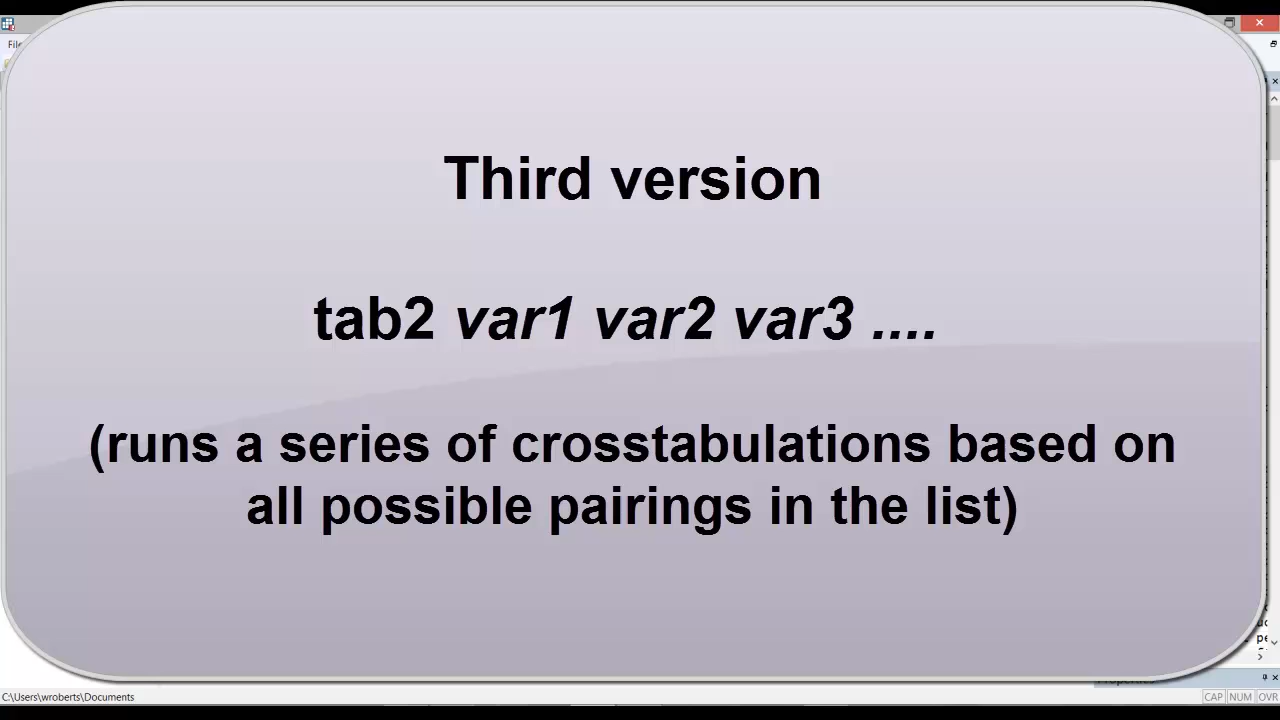 File
Third version
tab2 var1 var2 var3 ....
(runs a series of crosstabulations based on
all possible pairings in the list)
C:\Users\wroberts\Documents
CAP NUM OVR